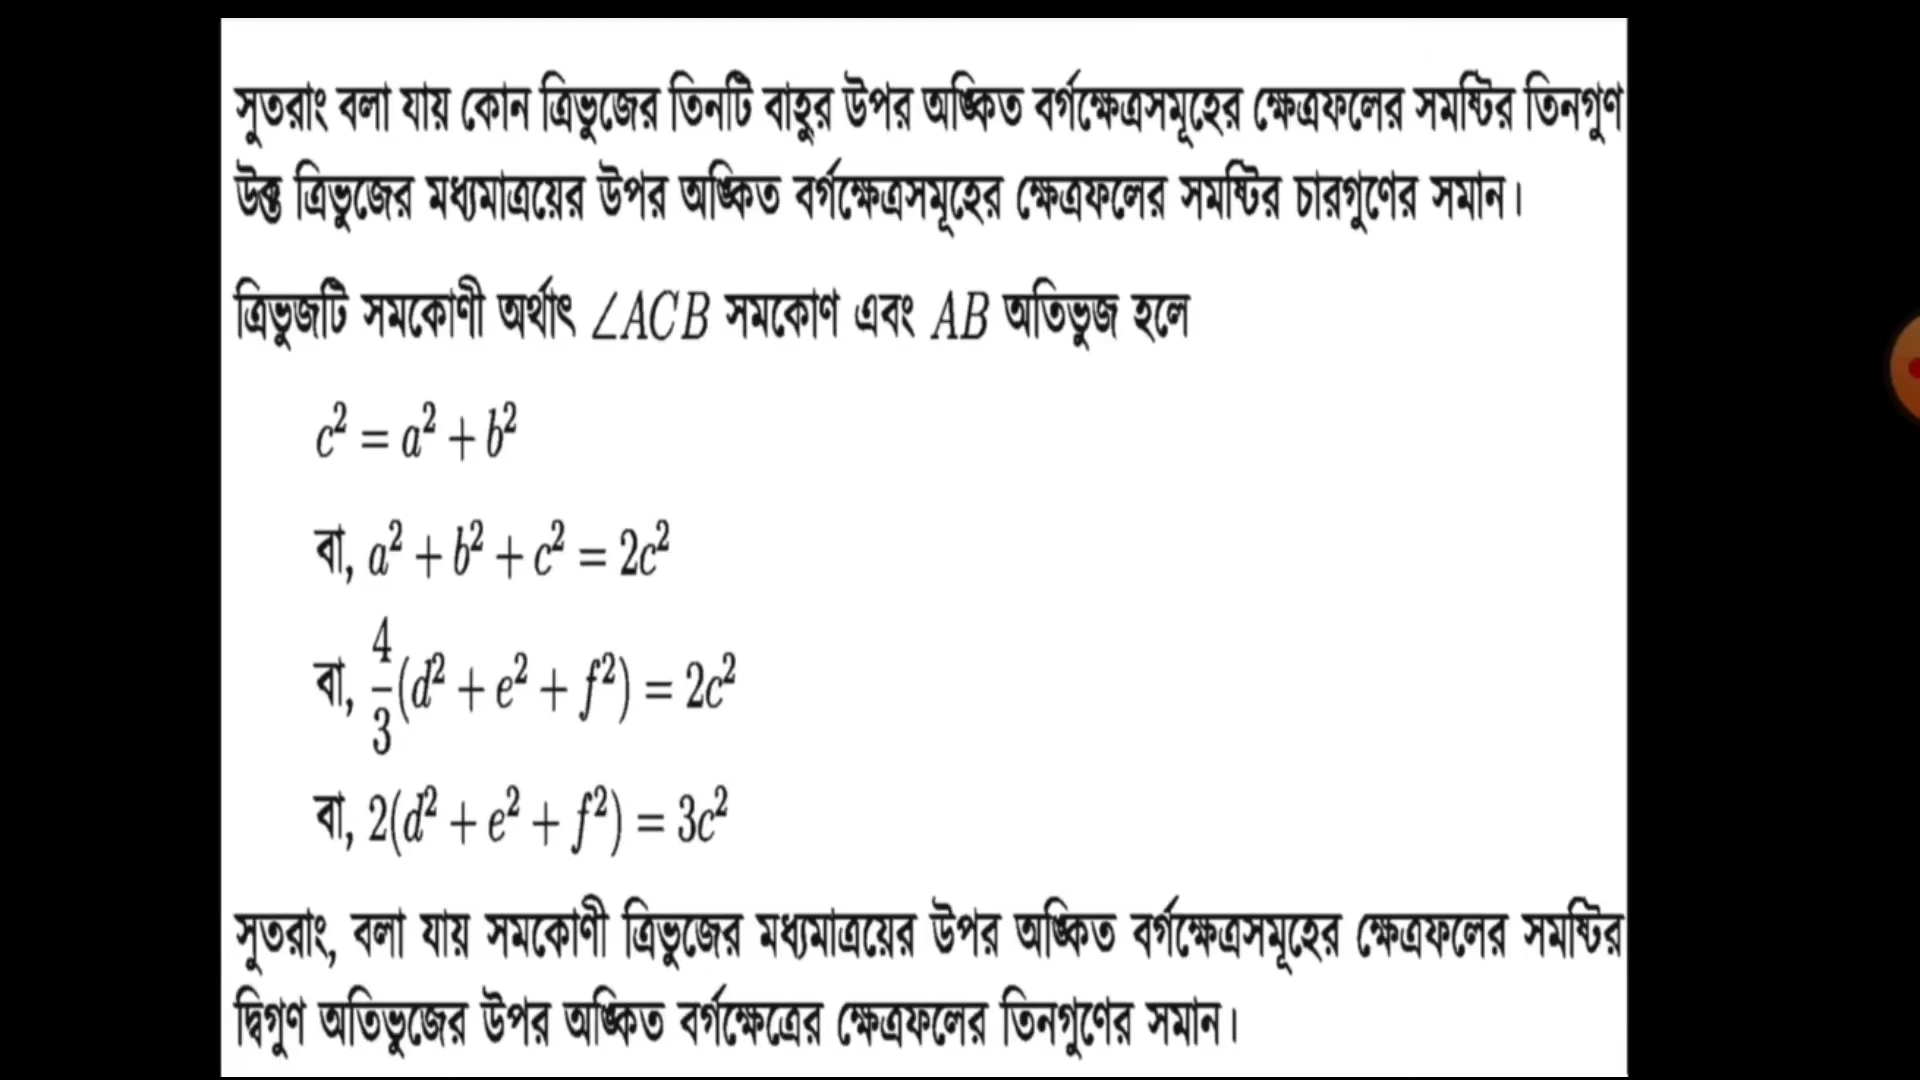 সুতরাং বলা যায় কোন ত্রিভুজের তিনটি বাহুর উপর অঙ্কিত বর্গক্ষেত্রসমূহের ক্ষেত্রফলের সমষ্টির তিনগুণ
উক্ত ত্রিভুজের মধ্যমাত্রয়ের উপর অঙ্কিত বর্গক্ষেত্রসমূহের ক্ষেত্রফলের সমষ্টির চারগুণের সমান।
ত্রিভুজটি সমকোণী অর্থাৎ ∠ACB সমকোণ এবং AB অতিভুজ হলে
c² = a² + b²
বা, a² + b² + c² = 2c²
বা, 4/3(d² + e² + f²) = 2c²
বা, 2(d² + e² + f²) = 3c²
সুতরাং, বলা যায় সমকোণী ত্রিভুজের মধ্যমাত্রয়ের উপর অঙ্কিত বর্গক্ষেত্রসমূহের ক্ষেত্রফলের সমষ্টির
দ্বিগুণ অতিভুজের উপর অঙ্কিত বর্গক্ষেত্রের ক্ষেত্রফলের তিনগুণের সমান।